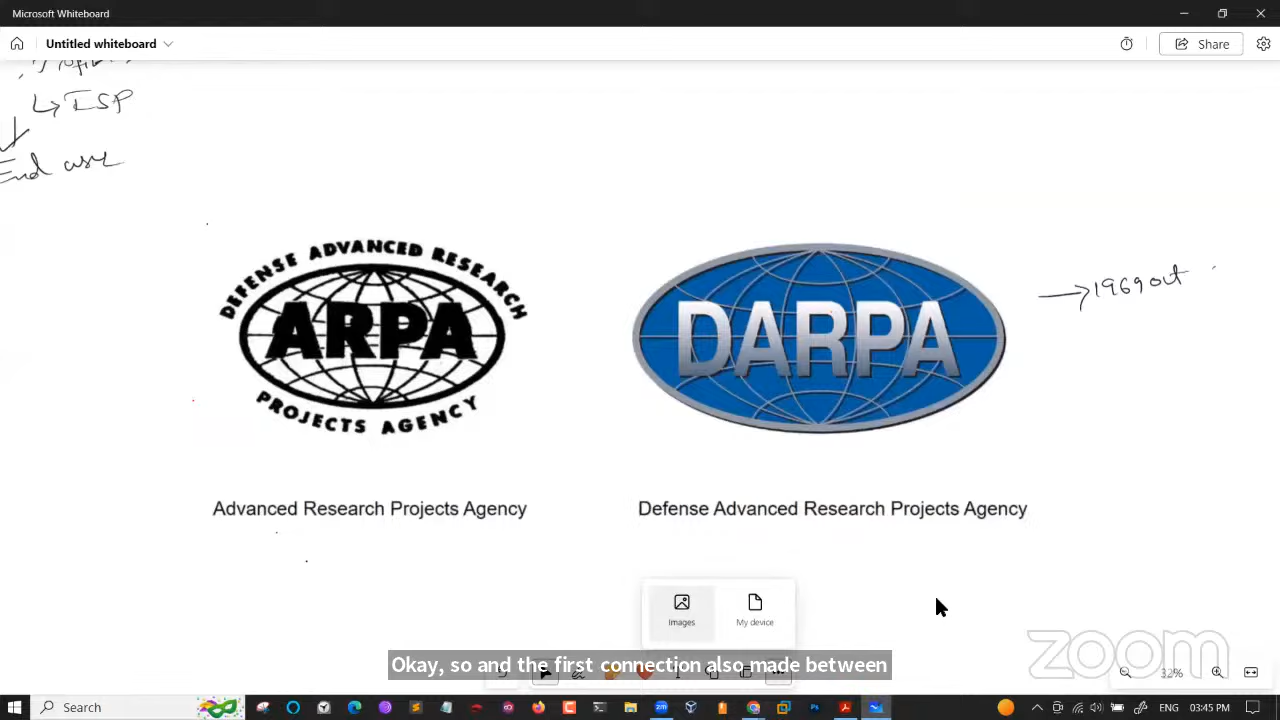 Microsoft Whiteboard
Untitled whiteboard
Share
ISP
End user
DEFENSE ADVANCED RESEARCH
ARPA
PROJECTS AGENCY
DARPA
→1969 oct
Advanced Research Projects Agency
Defense Advanced Research Projects Agency
Images
My device
Okay, so and the first connection also made between
zoom
32%
Search
ENG
03:45 PM